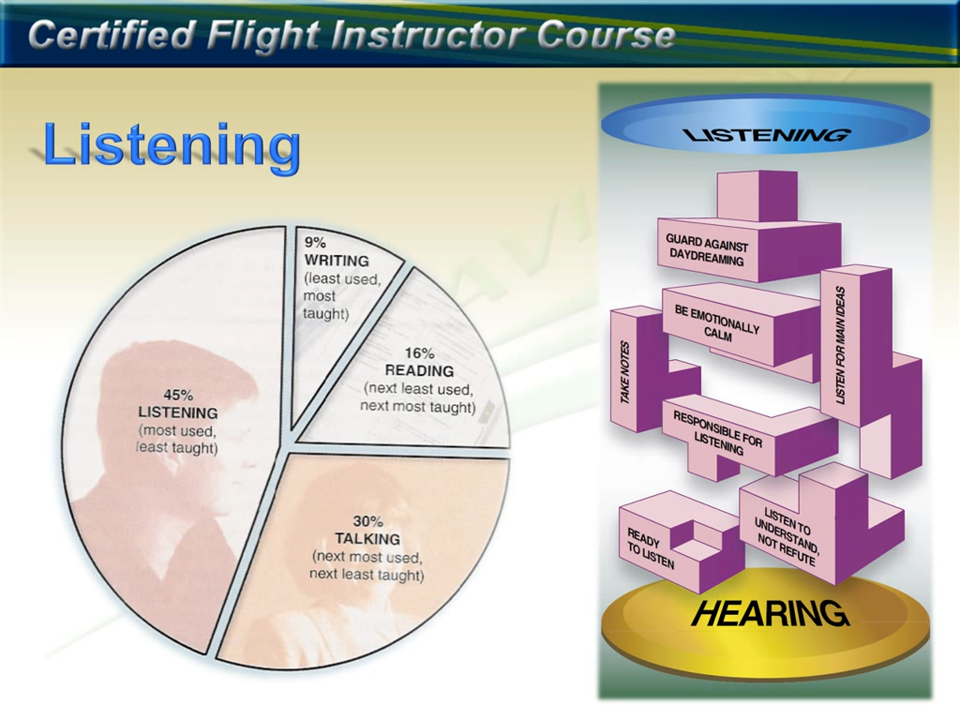 Certified Flight Instructor Course
Listening
9%
WRITING
(least used,
most
taught)
16%
READING
(next least used,
next most taught)
45%
LISTENING
(most used,
least taught)
30%
TALKING
(next most used,
next least taught)
LISTENING
GUARD AGAINST
DAYDREAMING
BE EMOTIONALLY
CALM
LISTEN FOR MAIN IDEAS
TAKE NOTES
RESPONSIBLE FOR
LISTENING
READY
TO LISTEN
LISTEN TO
UNDERSTAND,
NOT REFUTE
HEARING